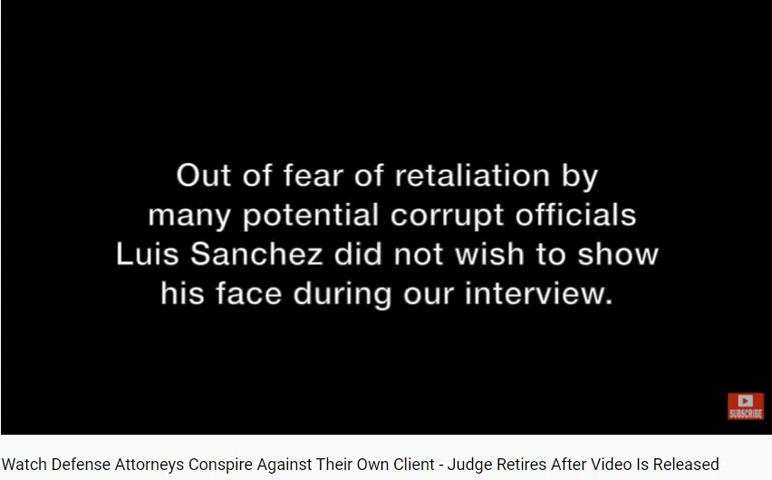 Out of fear of retaliation by
many potential corrupt officials
Luis Sanchez did not wish to show
his face during our interview.
SUBSCRIBE
Watch Defense Attorneys Conspire Against Their Own Client - Judge Retires After Video Is Released